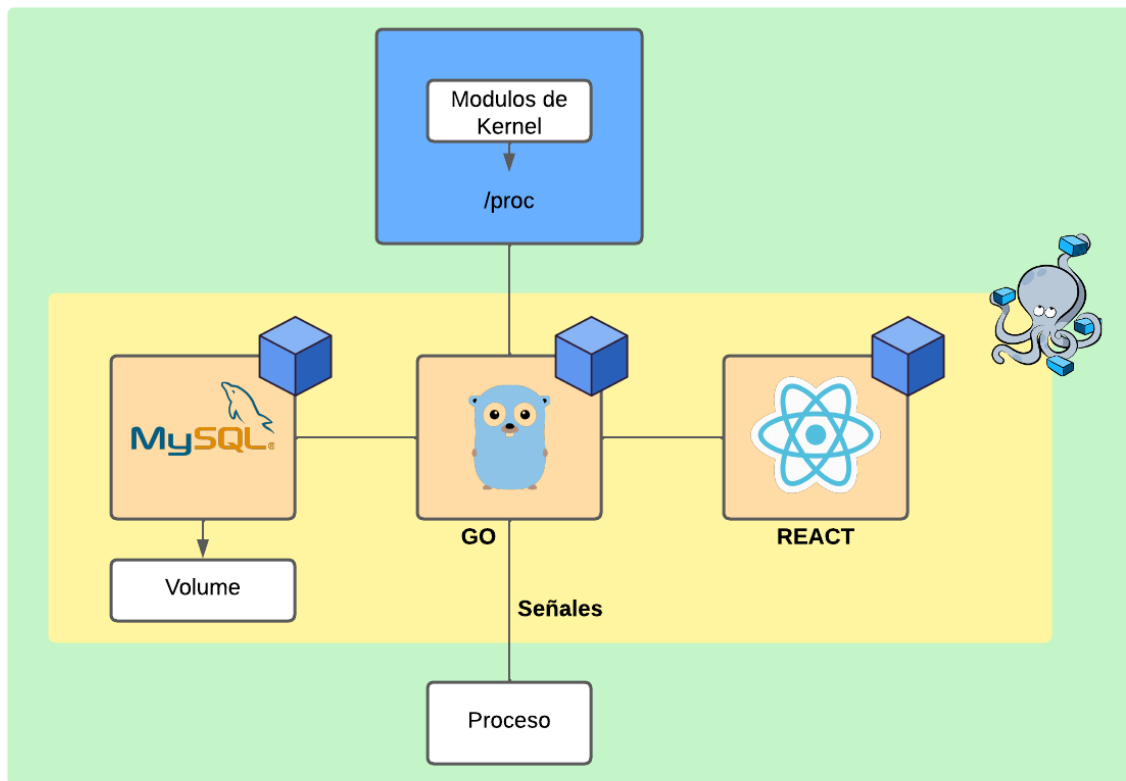 Modulos de
Kernel
/proc
MySQL®
GO
REACT
Volume
Señales
Proceso